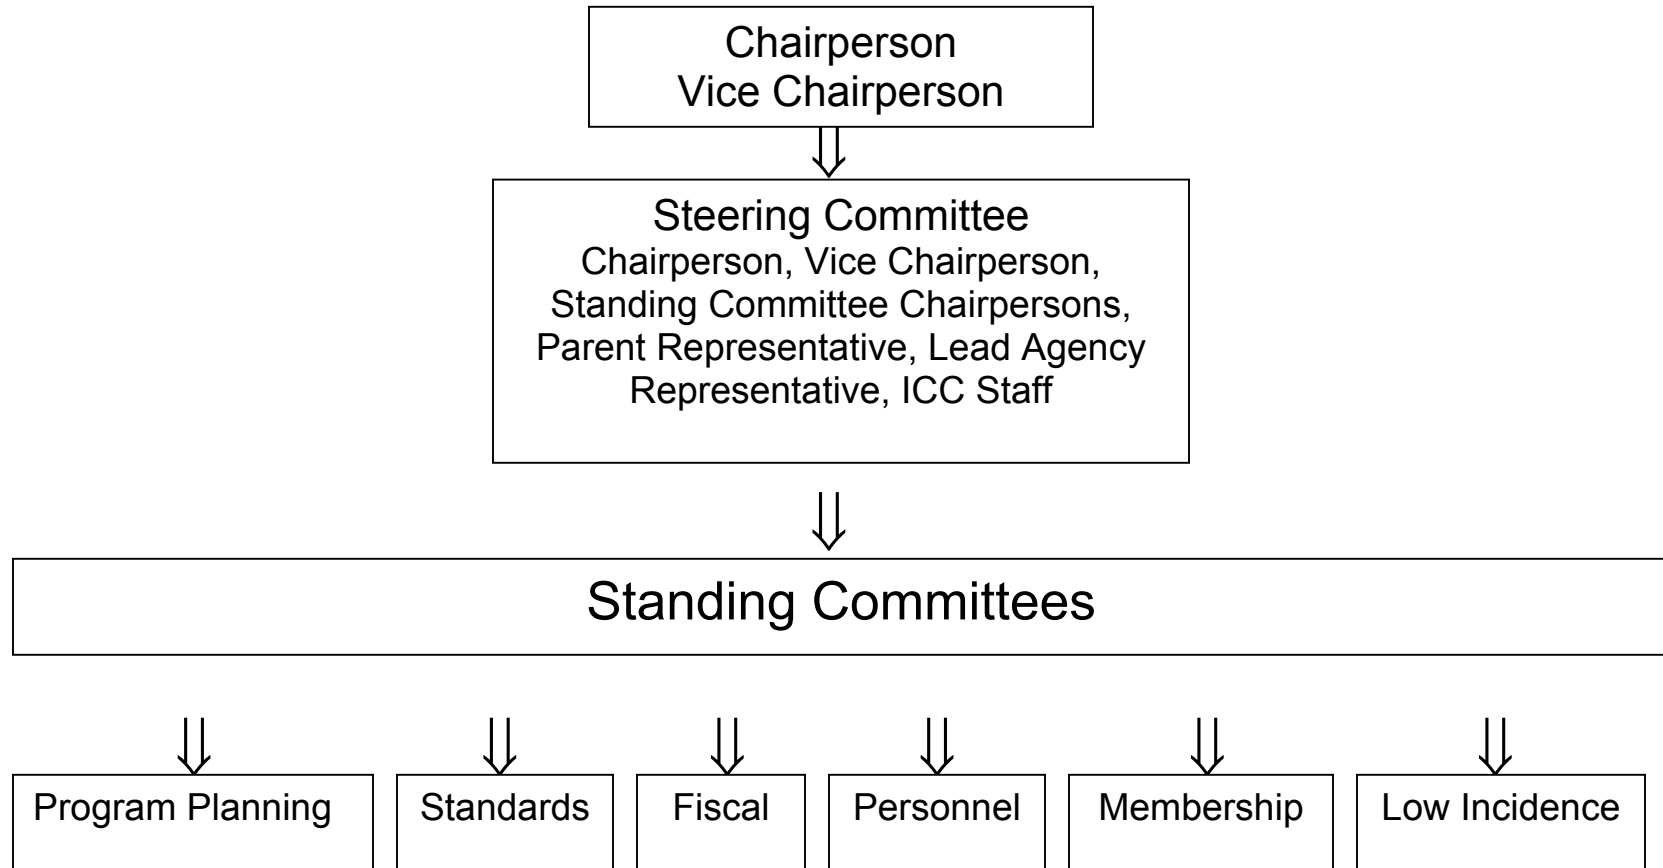 Chairperson
Vice Chairperson
Steering Committee
Chairperson, Vice Chairperson,
Standing Committee Chairpersons,
Parent Representative, Lead Agency
Representative, ICC Staff
Standing Committees
Program Planning
Standards
Fiscal
Personnel
Membership
Low Incidence